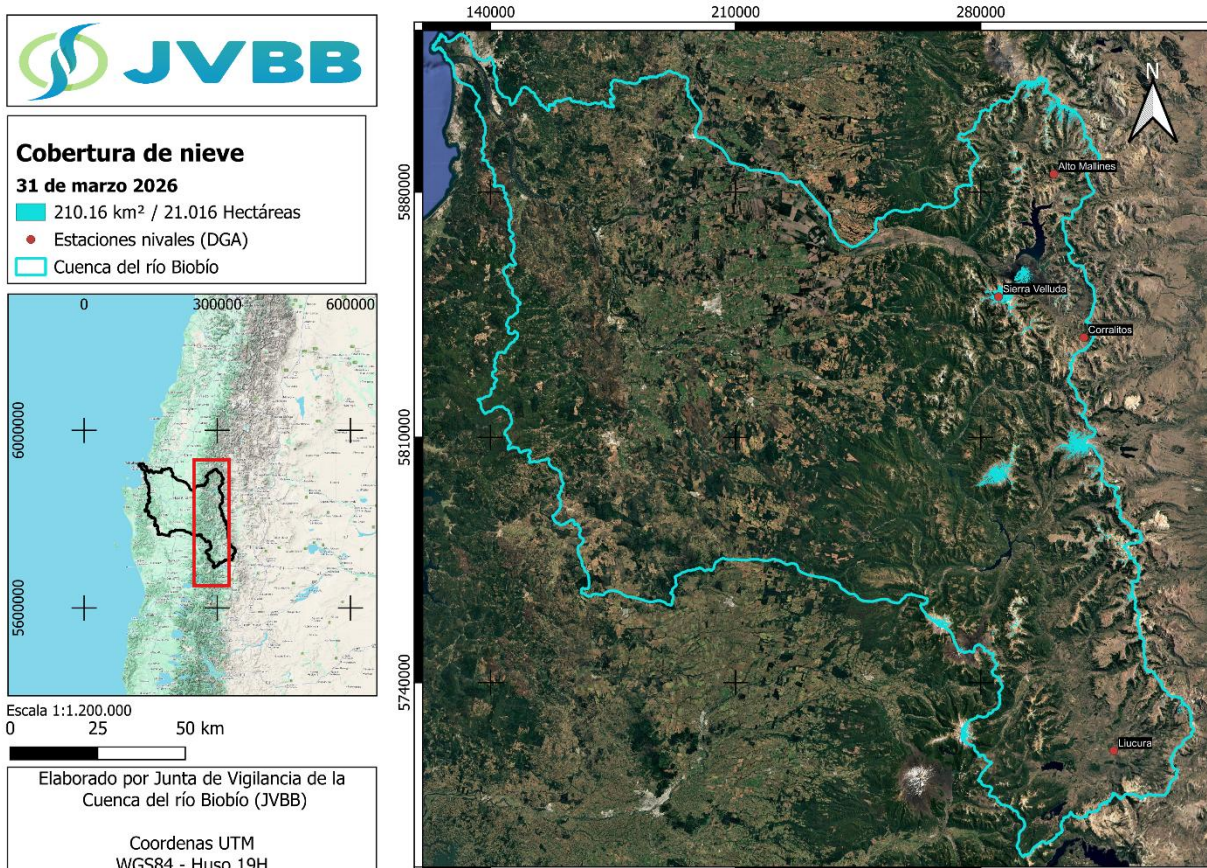 JVBB
Cobertura de nieve
31 de marzo 2026
210.16 km² / 21.016 Hectáreas
Estaciones nivales (DGA)
Cuenca del río Biobío
0 300000 600000
6000000
5600000
Escala 1:1.200.000
0 25 50 km
Elaborado por Junta de Vigilancia de la
Cuenca del río Biobío (JVBB)
Coordenas UTM
WGS84 - Huso 19H
140000 210000 280000
5880000
5810000
5740000
N
Alto Mallines
Sierra Velluda
Corralitos
Liucura